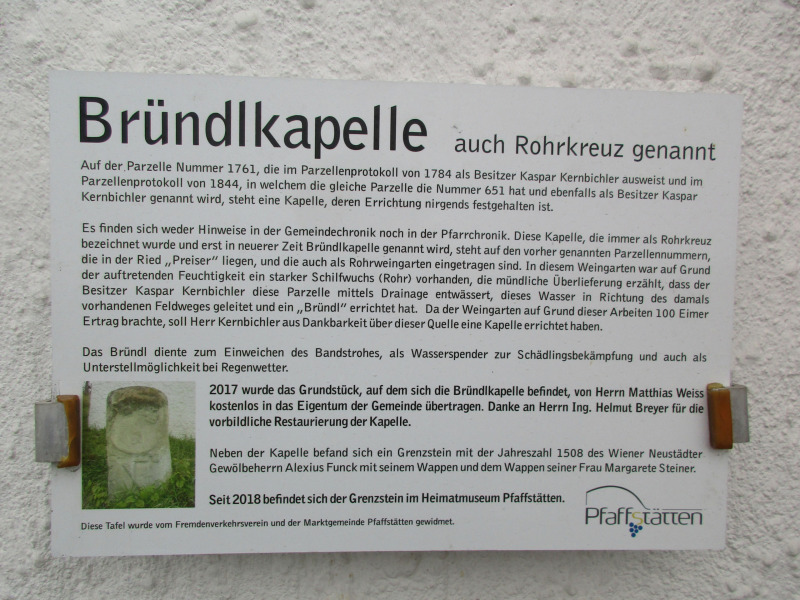 Bründlkapelle auch Rohrkreuz genannt
Auf der Parzelle Nummer 1761, die im Parzellenprotokoll von 1784 als Besitzer Kaspar Kernbichler ausweist und im
Parzellenprotokoll von 1844, in welchem die gleiche Parzelle die Nummer 651 hat und ebenfalls als Besitzer Kaspar
Kernbichler genannt wird, steht eine Kapelle, deren Errichtung nirgends festgehalten ist.
Es finden sich weder Hinweise in der Gemeindechronik noch in der Pfarrchronik. Diese Kapelle, die immer als Rohrkreuz
bezeichnet wurde und erst in neuerer Zeit Bründlkapelle genannt wird, steht auf den vorher genannten Parzellennummern,
die in der Ried „Preiser" liegen, und die auch als Rohrweingarten eingetragen sind. In diesem Weingarten war auf Grund
der auftretenden Feuchtigkeit ein starker Schilfwuchs (Rohr) vorhanden, die mündliche Überlieferung erzählt, dass der
Besitzer Kaspar Kernbichler diese Parzelle mittels Drainage entwässert, dieses Wasser in Richtung des damals
vorhandenen Feldweges geleitet und ein „Bründl" errichtet hat. Da der Weingarten auf Grund dieser Arbeiten 100 Eimer
Ertrag brachte, soll Herr Kernbichler aus Dankbarkeit über dieser Quelle eine Kapelle errichtet haben.
Das Bründl diente zum Einweichen des Bandstrohes, als Wasserspender zur Schädlingsbekämpfung und auch als
Unterstellmöglichkeit bei Regenwetter.
2017 wurde das Grundstück, auf dem sich die Bründlkapelle befindet, von Herrn Matthias Weiss
kostenlos in das Eigentum der Gemeinde übertragen. Danke an Herrn Ing. Helmut Breyer für die
vorbildliche Restaurierung der Kapelle.
Neben der Kapelle befand sich ein Grenzstein mit der Jahreszahl 1508 des Wiener Neustädter
Gewölbeherrn Alexius Funck mit seinem Wappen und dem Wappen seiner Frau Margarete Steiner.
Seit 2018 befindet sich der Grenzstein im Heimatmuseum Pfaffstätten.
Pfaffstätten
Diese Tafel wurde vom Fremdenverkehrsverein und der Marktgemeinde Pfaffstätten gewidmet.